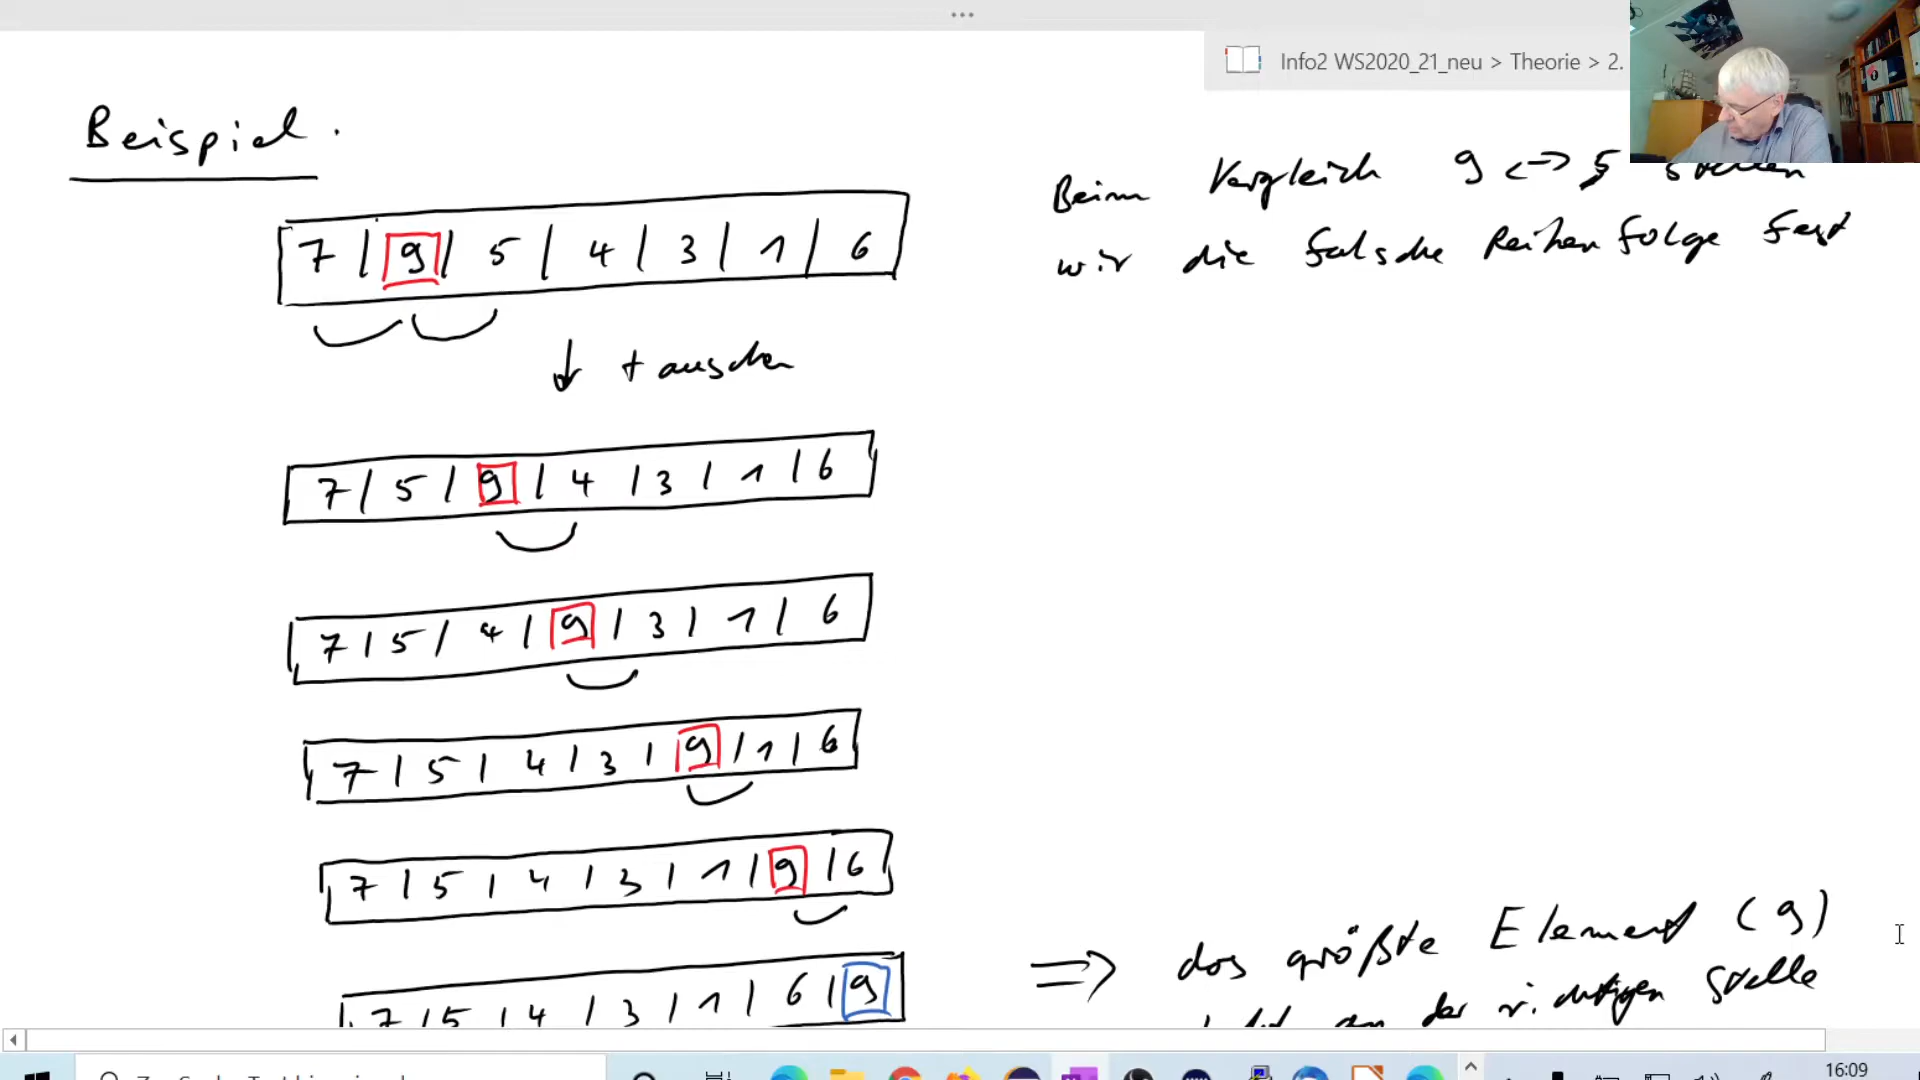 Info2 WS2020_21_neu > Theorie > 2.
Beispiel.
Beim Vergleich 9 <-> 5 stellen
wir die falsche Reihenfolge fest
7 | 9 | 5 | 4 | 3 | 1 | 6
↓ tauschen
7 | 5 | 9 | 4 | 3 | 1 | 6
7 | 5 | 4 | 9 | 3 | 1 | 6
7 | 5 | 4 | 3 | 9 | 1 | 6
7 | 5 | 4 | 3 | 1 | 9 | 6
7 | 5 | 4 | 3 | 1 | 6 | 9
=> das größte Element (9)
an der richtigen Stelle
16:09